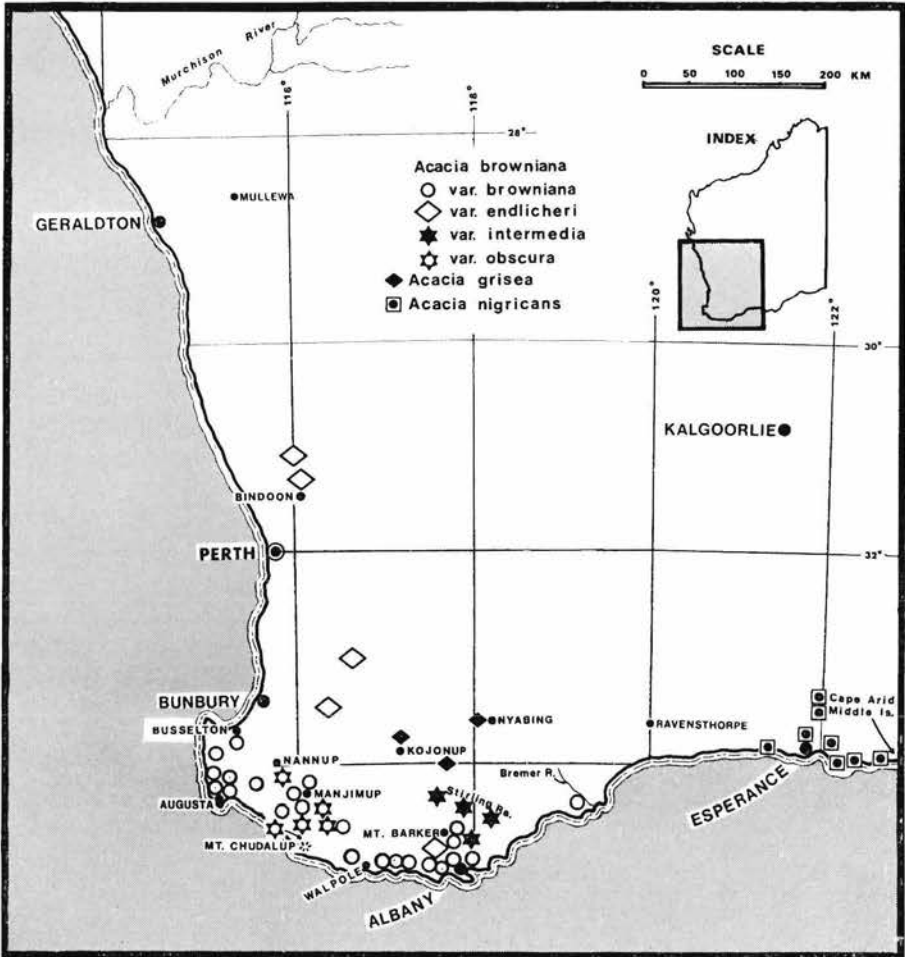 Murchison River
SCALE
0 50 100 150 200 KM
116°
118°
28°
INDEX
Acacia browniana
var. browniana
var. endlicheri
var. intermedia
var. obscura
Acacia grisea
Acacia nigricans
MULLEWA
GERALDTON
120°
122°
30°
KALGOORLIE
BINDOON
PERTH
32°
BUNBURY
BUSSELTON
NANNUP
KOJONUP
NYABING
RAVENSTHORPE
Cape Arid
Middle Is.
Bremer R.
ESPERANCE
AUGUSTA
MANJIMUP
Stirling Ra.
MT. BARKER
MT. CHUDALUP
WALPOLE
ALBANY